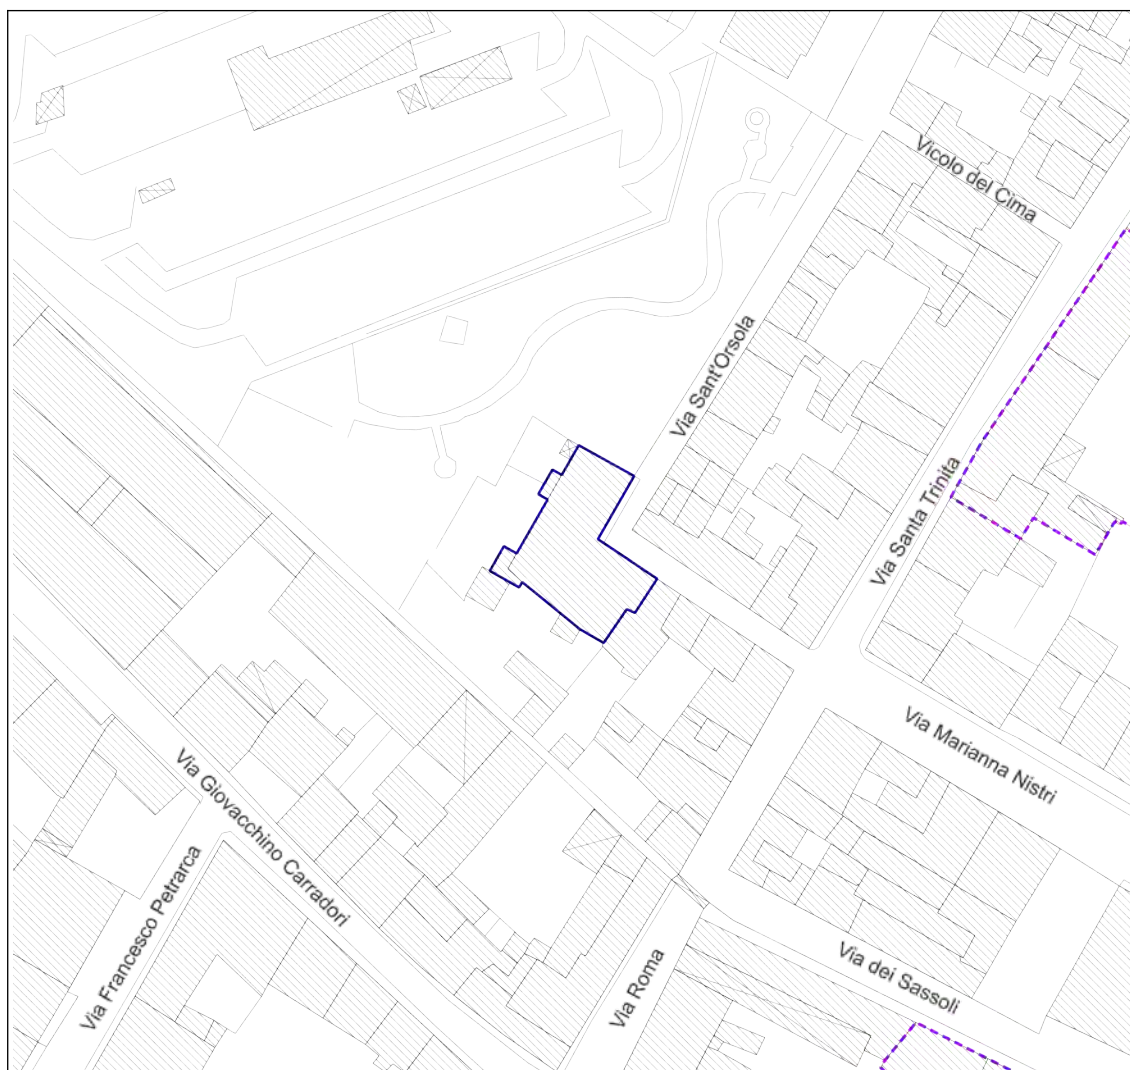 Vicolo del Cima
Via Sant'Orsola
Via Santa Trinita
Via Marianna Nistri
Via Giovacchino Carradori
Via Francesco Petrarca
Via dei Sassoli
Via Roma